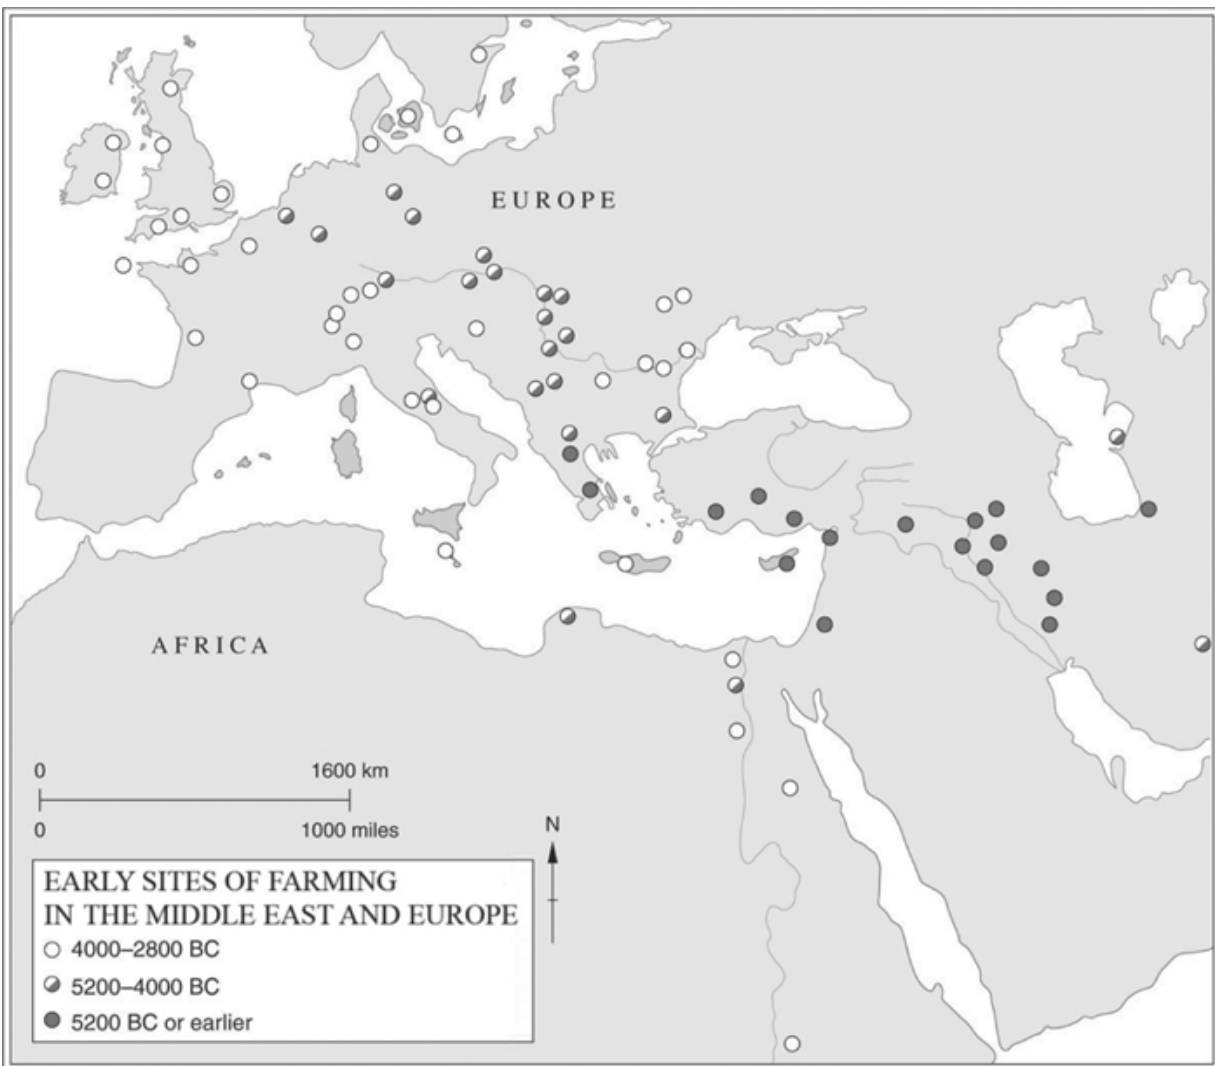 EUROPE
AFRICA
0 1600 km
0 1000 miles
N
EARLY SITES OF FARMING
IN THE MIDDLE EAST AND EUROPE
4000–2800 BC
5200–4000 BC
5200 BC or earlier